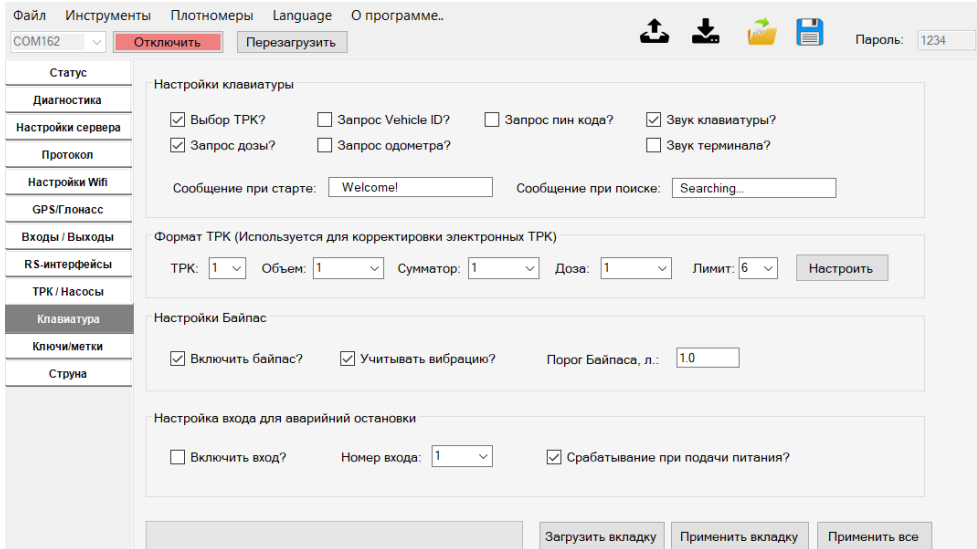 Файл Инструменты Плотномеры Language О программе..
COM162 Отключить Перезагрузить Пароль: 1234
Статус
Диагностика
Настройки сервера
Протокол
Настройки Wifi
GPS/Глонасс
Входы / Выходы
RS-интерфейсы
ТРК / Насосы
Клавиатура
Ключи/метки
Струна
Настройки клавиатуры
Выбор ТРК? Запрос Vehicle ID? Запрос пин кода? Звук клавиатуры?
Запрос дозы? Запрос одометра? Звук терминала?
Сообщение при старте: Welcome! Сообщение при поиске: Searching...
Формат ТРК (Используется для корректировки электронных ТРК)
ТРК: 1 Объем: 1 Сумматор: 1 Доза: 1 Лимит: 6 Настроить
Настройки Байпас
Включить байпас? Учитывать вибрацию? Порог Байпаса, л.: 1.0
Настройка входа для аварийний остановки
Включить вход? Номер входа: 1 Срабатывание при подачи питания?
Загрузить вкладку Применить вкладку Применить все